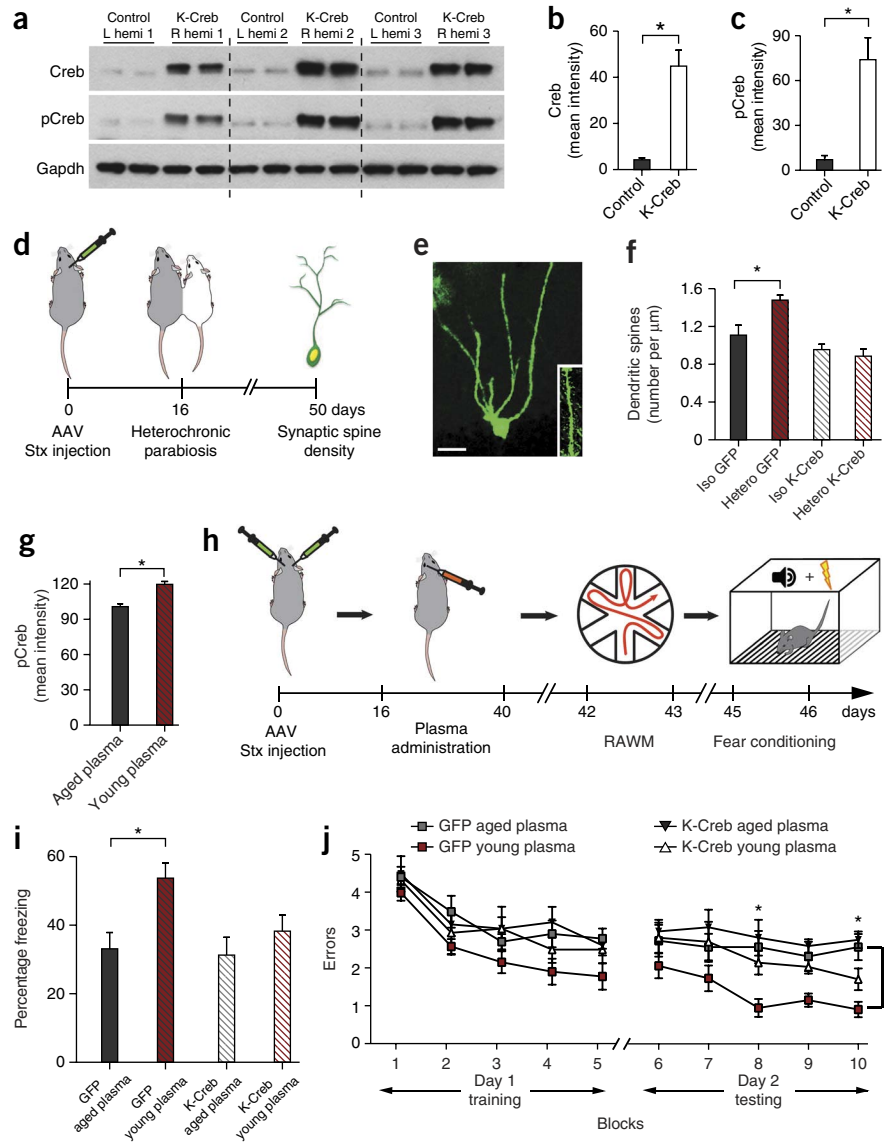 a
Control
L hemi 1
K-Creb
R hemi 1
Control
L hemi 2
K-Creb
R hemi 2
Control
L hemi 3
K-Creb
R hemi 3
Creb
pCreb
Gapdh
b
Creb
(mean intensity)
60
40
20
0
*
Control
K-Creb
c
pCreb
(mean intensity)
90
60
30
0
*
Control
K-Creb
d
0
16
50 days
AAV
Stx injection
Heterochronic
parabiosis
Synaptic spine
density
e
f
Dendritic spines
(number per μm)
1.6
1.2
0.8
0.4
0
*
Iso GFP
Hetero GFP
Iso K-Creb
Hetero K-Creb
g
pCreb
(mean intensity)
120
90
60
30
0
*
Aged plasma
Young plasma
h
+
0
16
40
42
43
45
46
days
AAV
Stx injection
Plasma
administration
RAWM
Fear conditioning
i
Percentage freezing
60
40
20
0
*
GFP
aged plasma
GFP
young plasma
K-Creb
aged plasma
K-Creb
young plasma
j
GFP aged plasma
GFP young plasma
K-Creb aged plasma
K-Creb young plasma
Errors
5
4
3
2
1
0
*
*
*
1
2
3
4
5
6
7
8
9
10
Day 1
training
Day 2
testing
Blocks